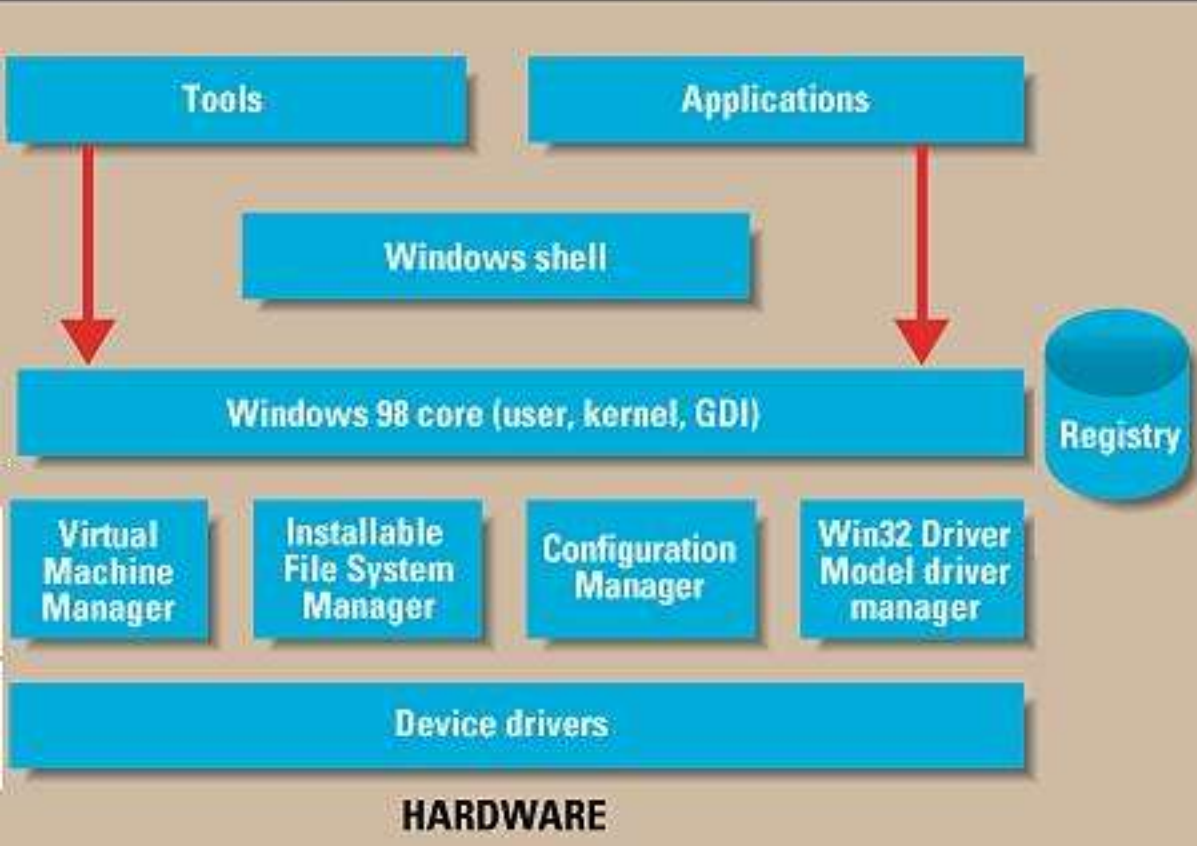 Tools
Applications
Windows shell
Windows 98 core (user, kernel, GDI)
Registry
Virtual
Machine
Manager
Installable
File System
Manager
Configuration
Manager
Win32 Driver
Model driver
manager
Device drivers
HARDWARE